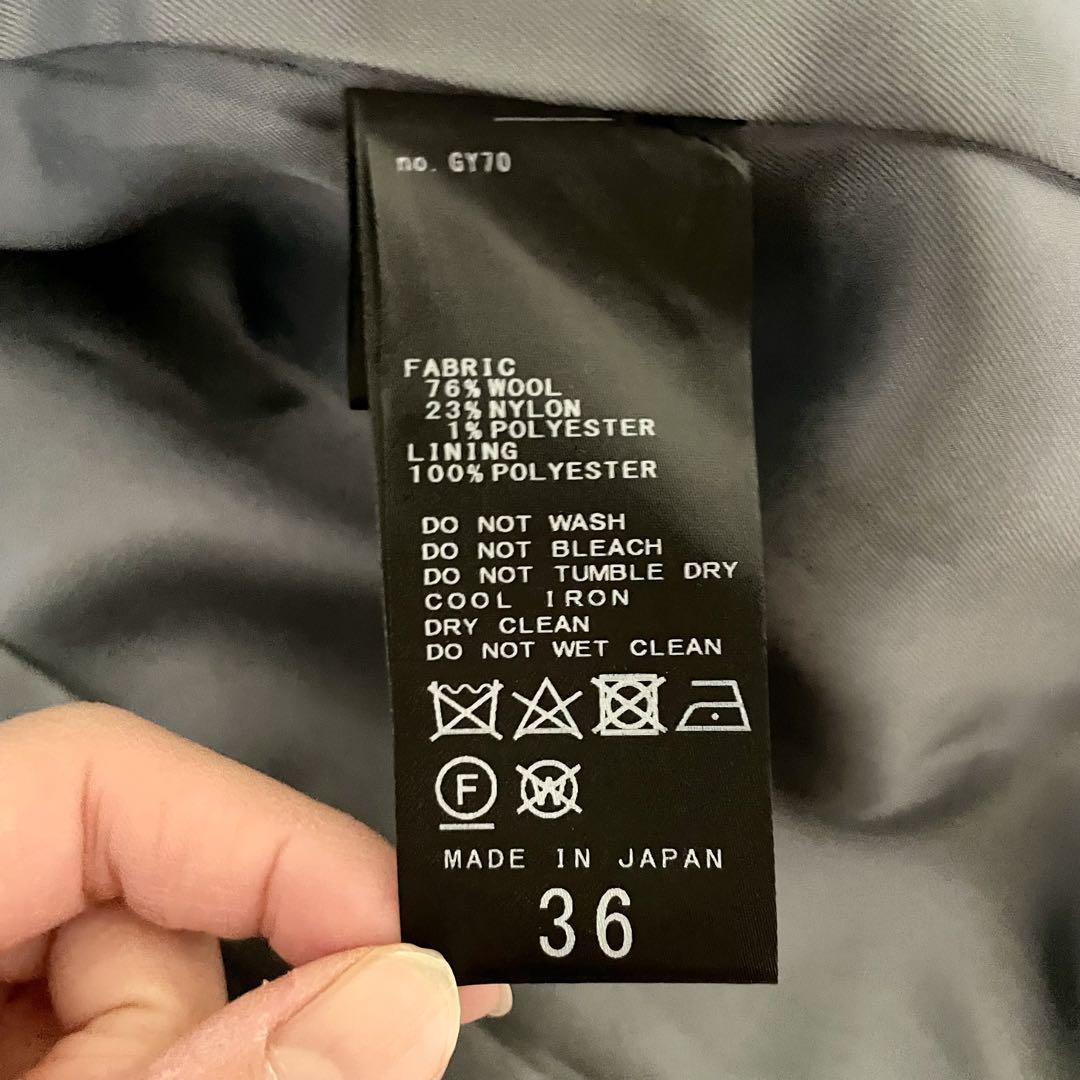 no. GY70
FABRIC
76% WOOL
23% NYLON
1% POLYESTER
LINING
100% POLYESTER
DO NOT WASH
DO NOT BLEACH
DO NOT TUMBLE DRY
COOL IRON
DRY CLEAN
DO NOT WET CLEAN
F W
MADE IN JAPAN
36